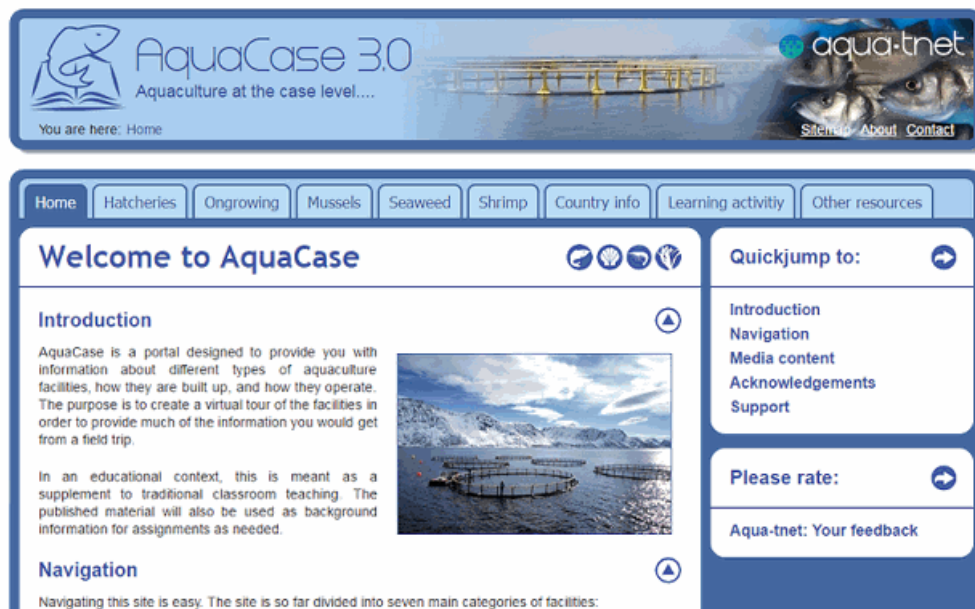 AquaCase 3.0
aqua-tnet
Aquaculture at the case level....
You are here: Home
Sitemap About Contact
Home Hatcheries Ongrowing Mussels Seaweed Shrimp Country info Learning activitiy Other resources
Welcome to AquaCase
Introduction
AquaCase is a portal designed to provide you with
information about different types of aquaculture
facilities, how they are built up, and how they operate.
The purpose is to create a virtual tour of the facilities in
order to provide much of the information you would get
from a field trip.
In an educational context, this is meant as a
supplement to traditional classroom teaching. The
published material will also be used as background
information for assignments as needed.
Navigation
Navigating this site is easy. The site is so far divided into seven main categories of facilities:
Quickjump to:
Introduction
Navigation
Media content
Acknowledgements
Support
Please rate:
Aqua-tnet: Your feedback